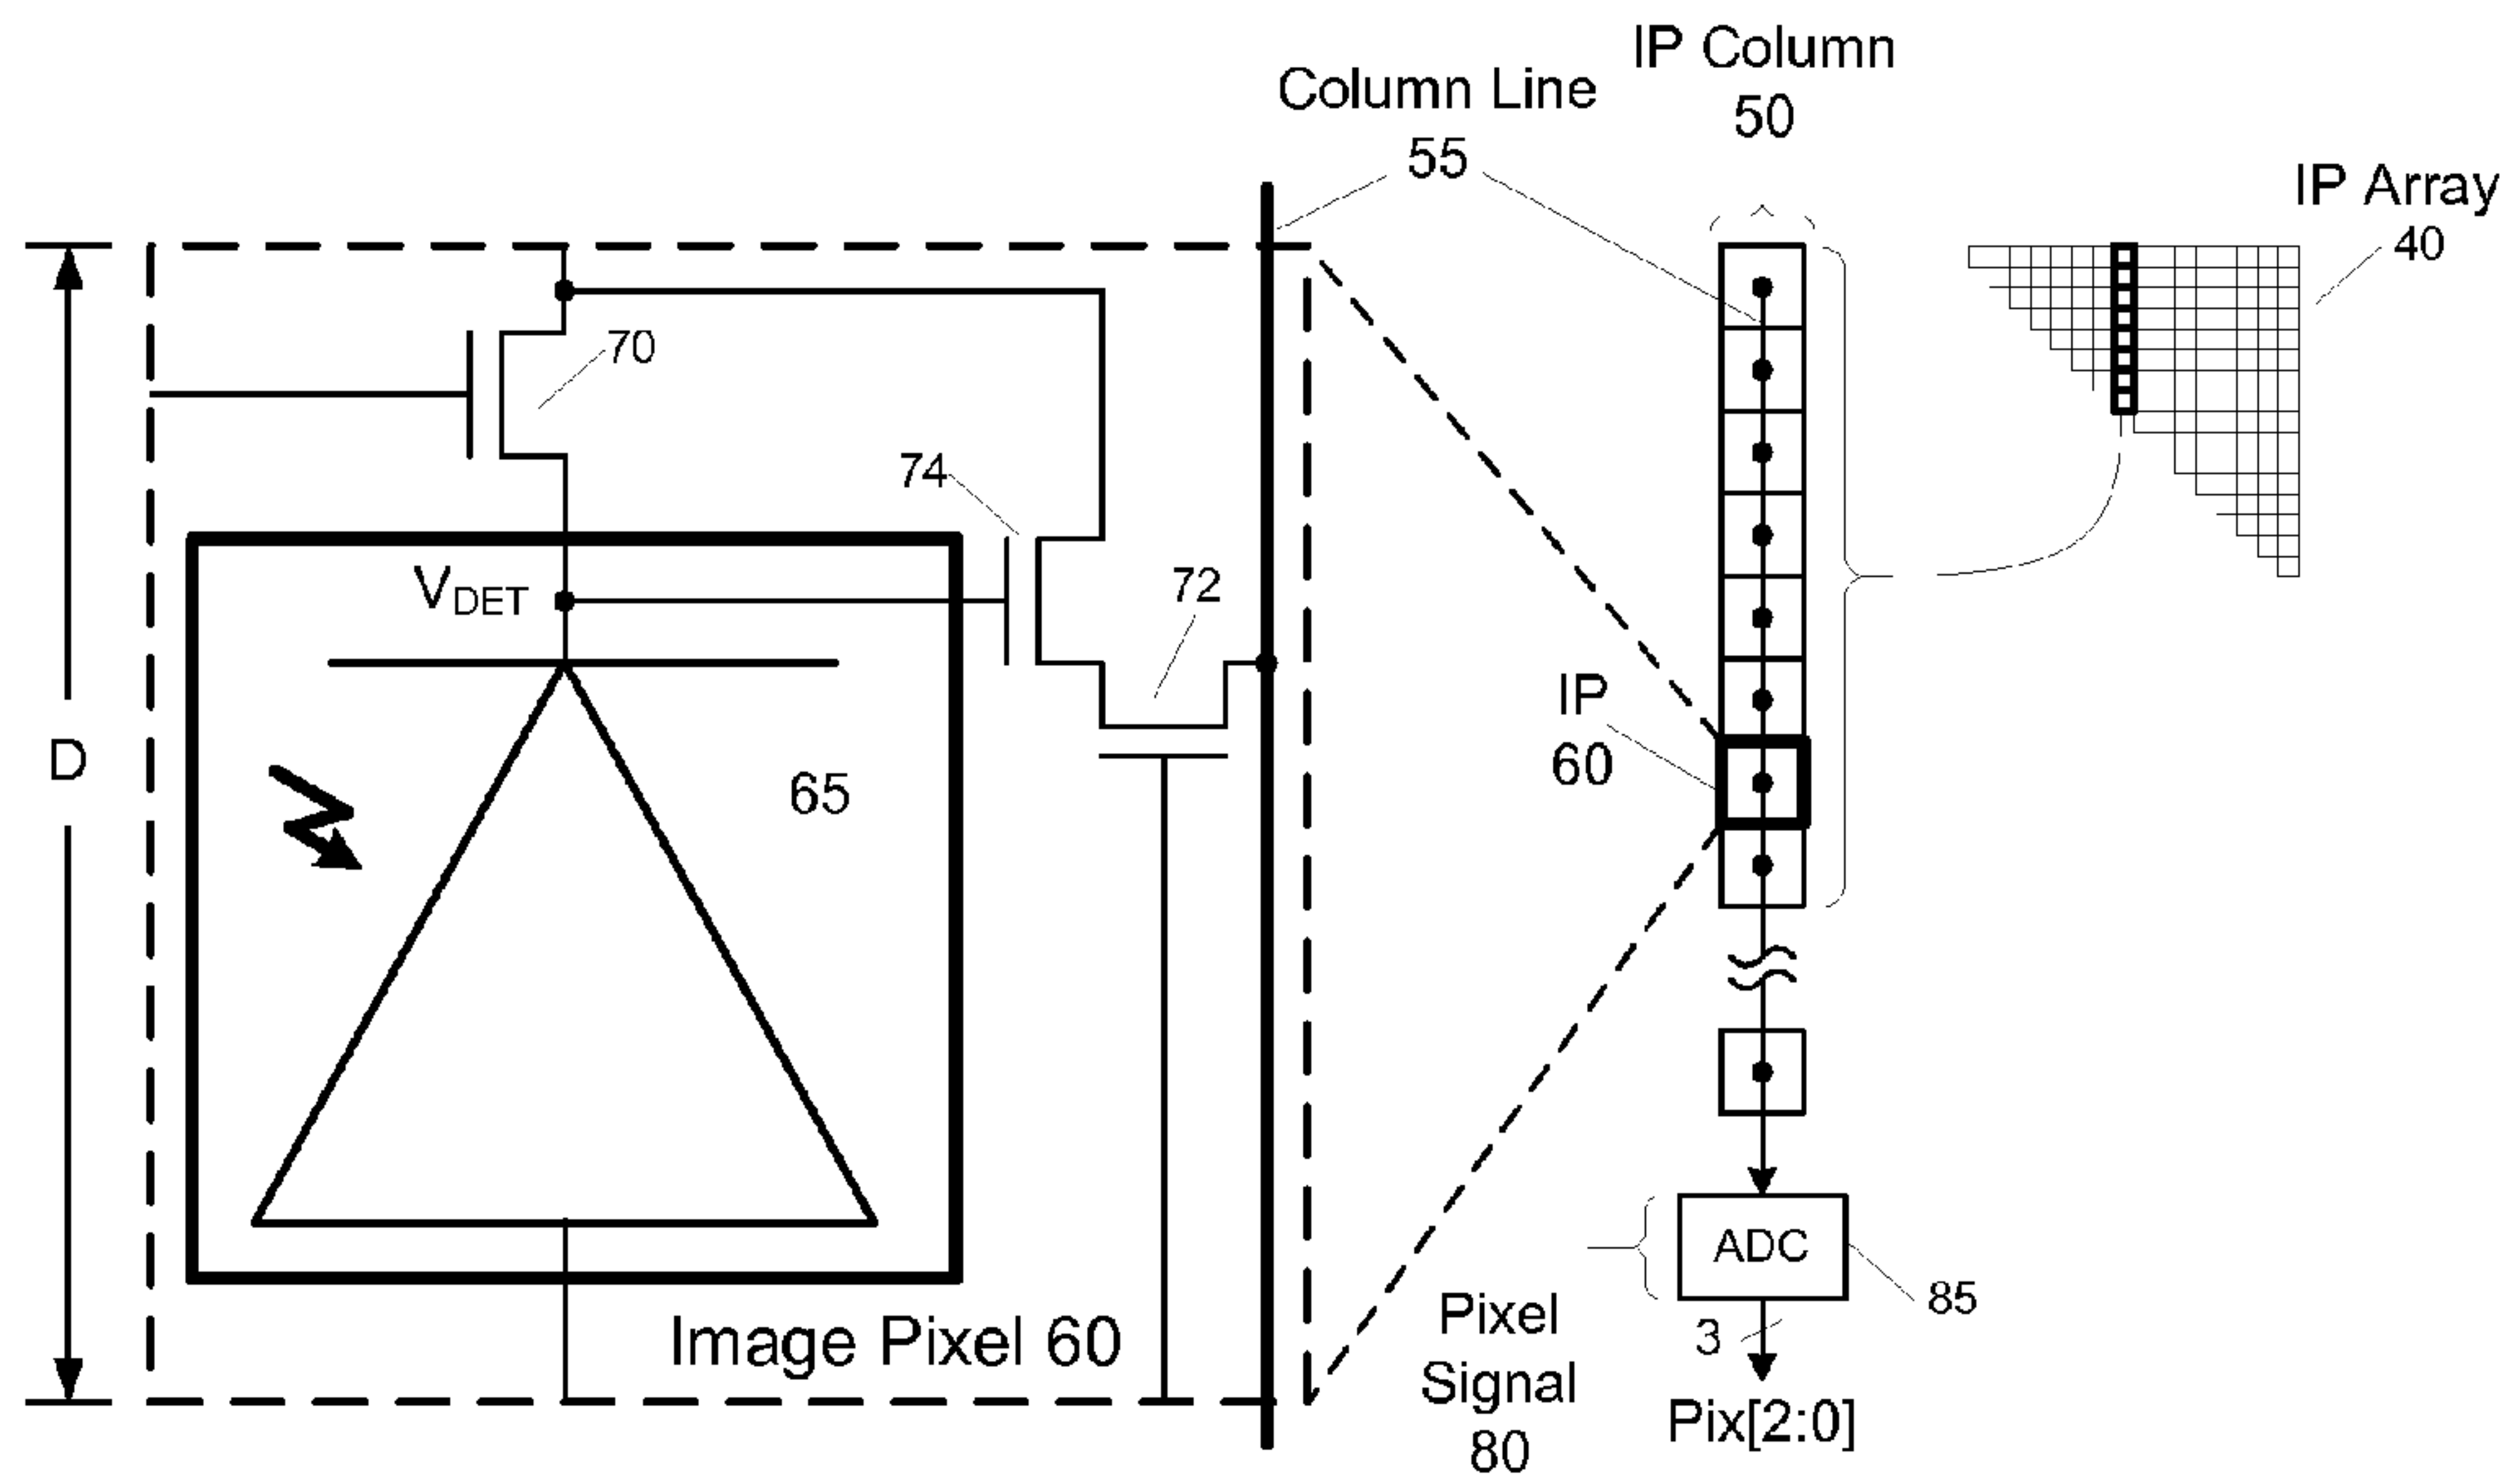 IP Column
50
Column Line
55
IP Array
40
70
74
V_DET
72
IP
60
D
65
ADC
85
Image Pixel 60
Pixel
Signal
80
3
Pix[2:0]